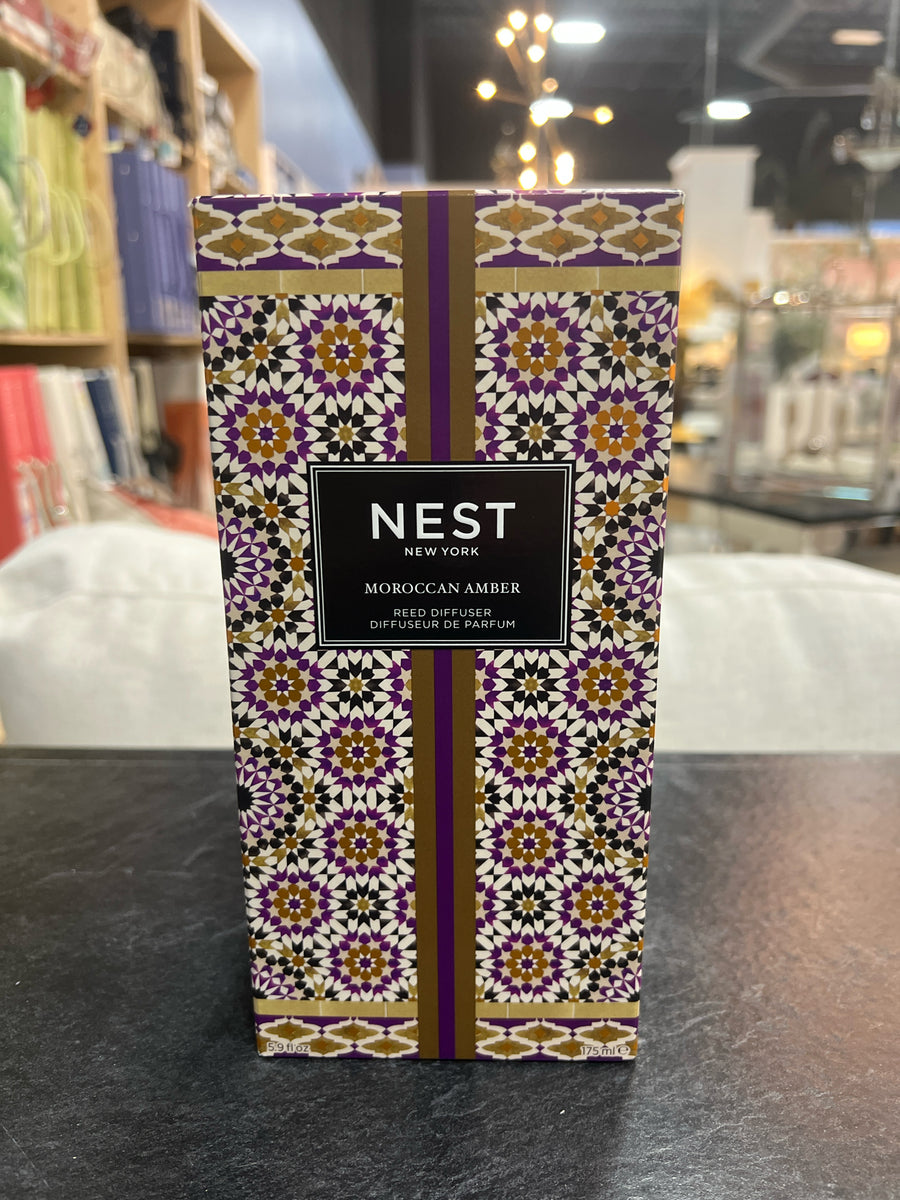 NEST
NEW YORK
MOROCCAN AMBER
REED DIFFUSER
DIFFUSEUR DE PARFUM
5.9 fl oz
175 ml ℮